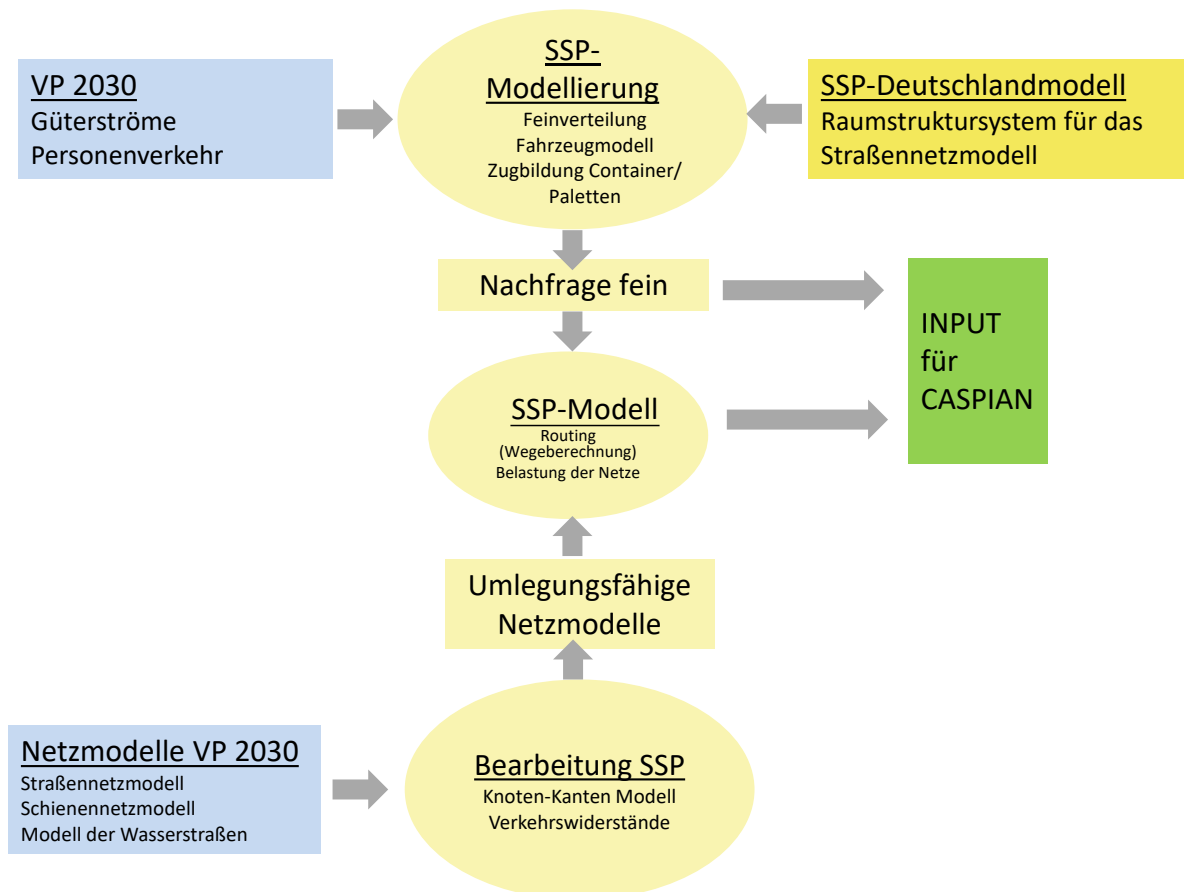 VP 2030
Güterströme
Personenverkehr
SSP-
Modellierung
Feinverteilung
Fahrzeugmodell
Zugbildung Container/
Paletten
SSP-Deutschlandmodell
Raumstruktursystem für das
Straßennetzmodell
Nachfrage fein
INPUT
für
CASPIAN
SSP-Modell
Routing
(Wegeberechnung)
Belastung der Netze
Umlegungsfähige
Netzmodelle
Netzmodelle VP 2030
Straßennetzmodell
Schienennetzmodell
Modell der Wasserstraßen
Bearbeitung SSP
Knoten-Kanten Modell
Verkehrswiderstände